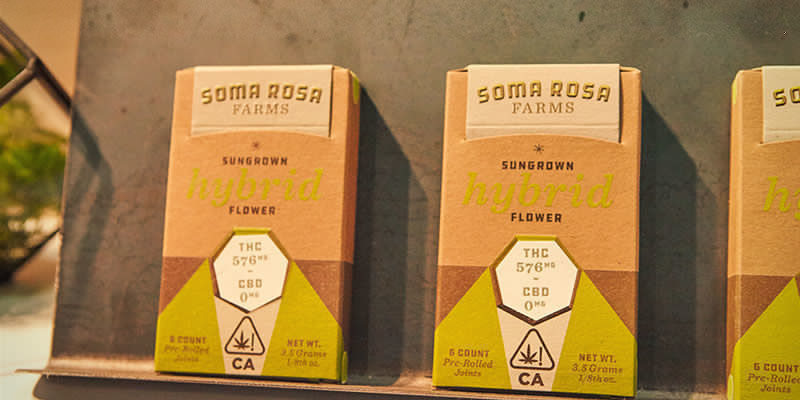 SOMA ROSA
FARMS
*
SUNGROWN
hybrid
FLOWER
THC
576MG
-
CBD
0MG
6 COUNT
Pre-Rolled
Joints
!
CA
NET WT.
3.5 Grams
1/8th oz.
SOMA ROSA
FARMS
*
SUNGROWN
hybrid
FLOWER
THC
576MG
-
CBD
0MG
6 COUNT
Pre-Rolled
Joints
!
CA
NET WT.
3.5 Grams
1/8th oz.
SO
hy
6 COUNT
Pre-Rolled
Joints